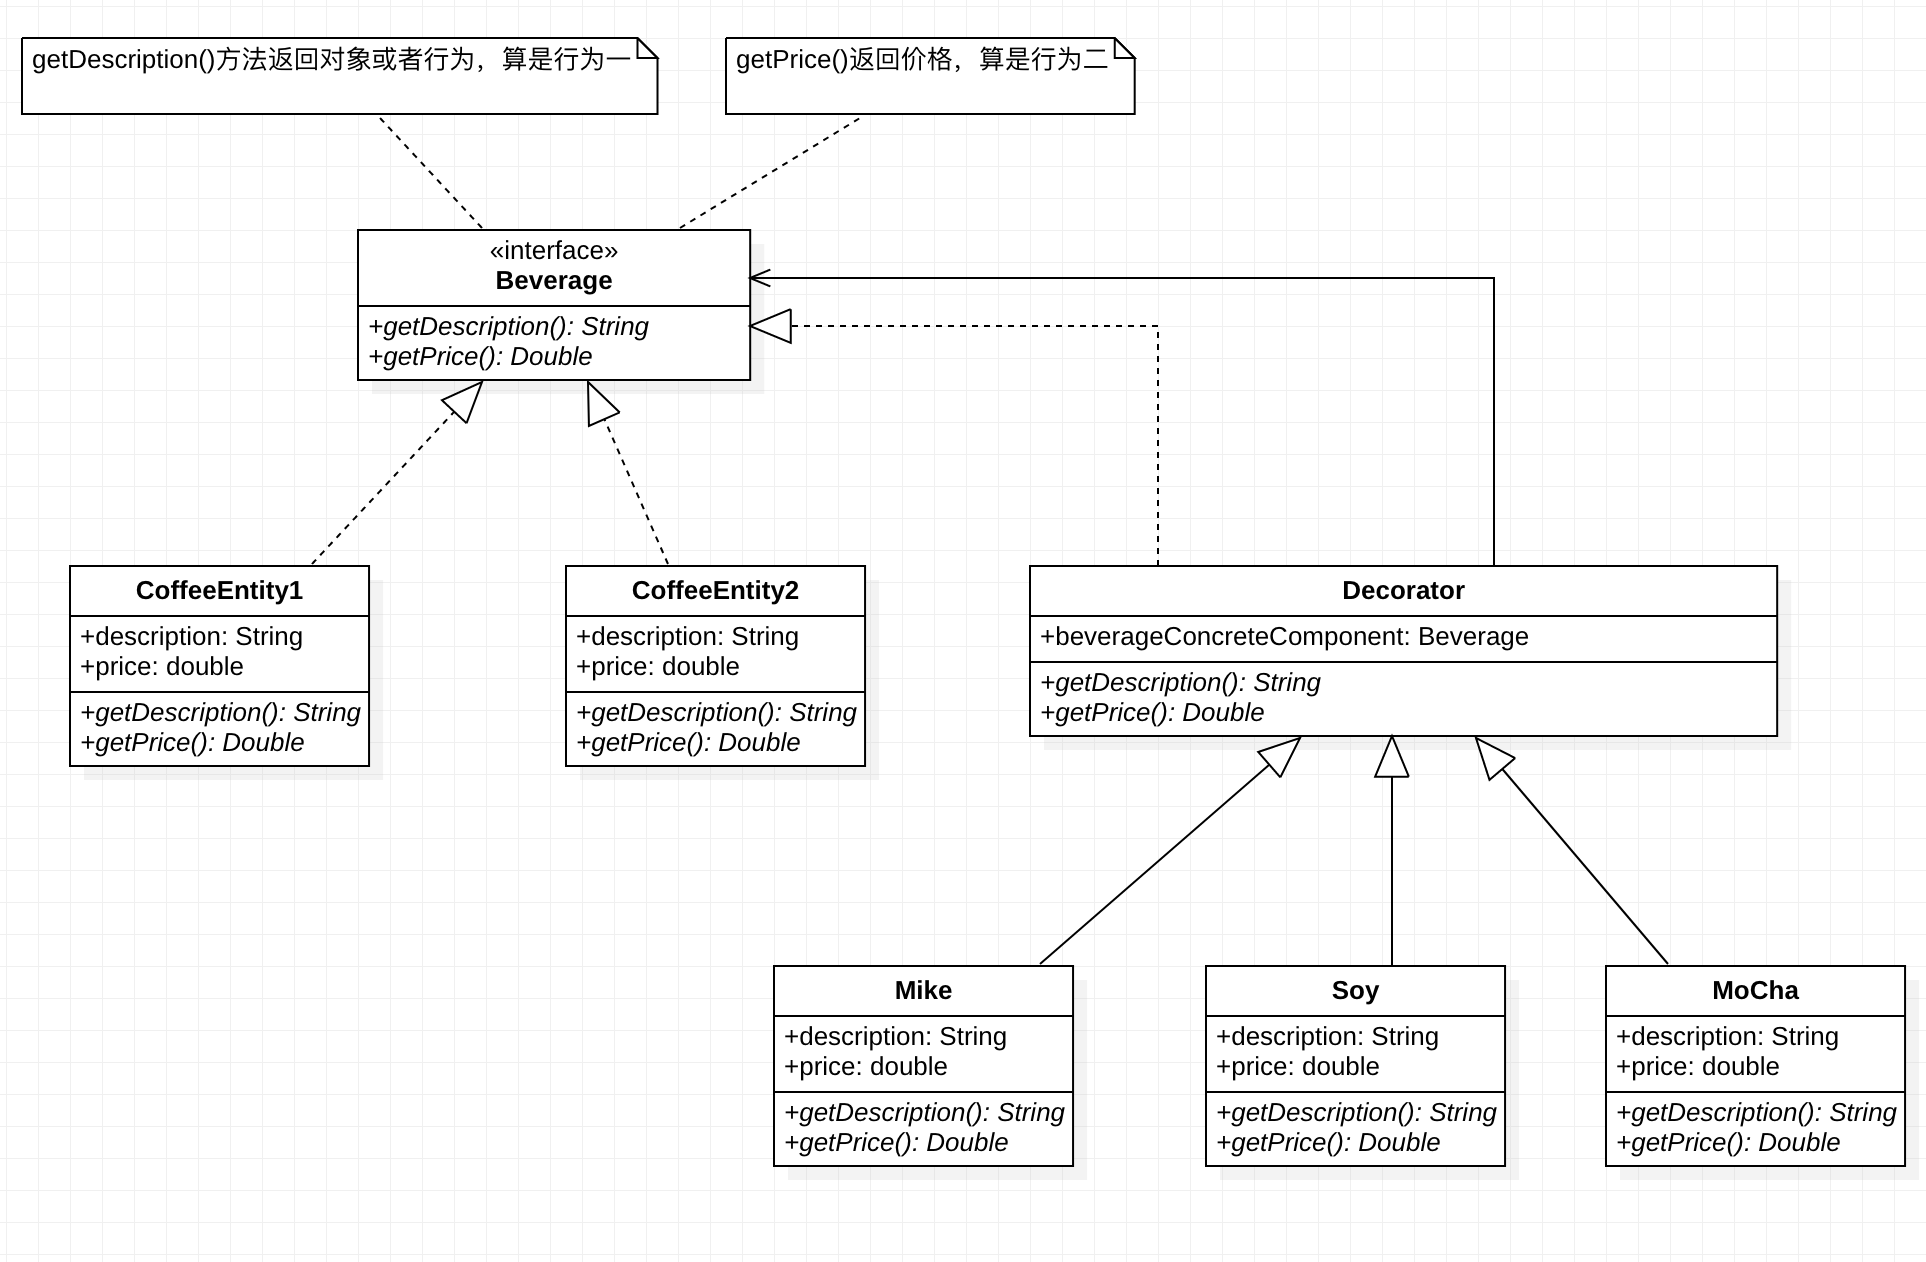 getDescription()方法返回对象或者行为，算是行为一
getPrice()返回价格，算是行为二
«interface»
Beverage
+getDescription(): String
+getPrice(): Double
CoffeeEntity1
+description: String
+price: double
+getDescription(): String
+getPrice(): Double
CoffeeEntity2
+description: String
+price: double
+getDescription(): String
+getPrice(): Double
Decorator
+beverageConcreteComponent: Beverage
+getDescription(): String
+getPrice(): Double
Mike
+description: String
+price: double
+getDescription(): String
+getPrice(): Double
Soy
+description: String
+price: double
+getDescription(): String
+getPrice(): Double
MoCha
+description: String
+price: double
+getDescription(): String
+getPrice(): Double